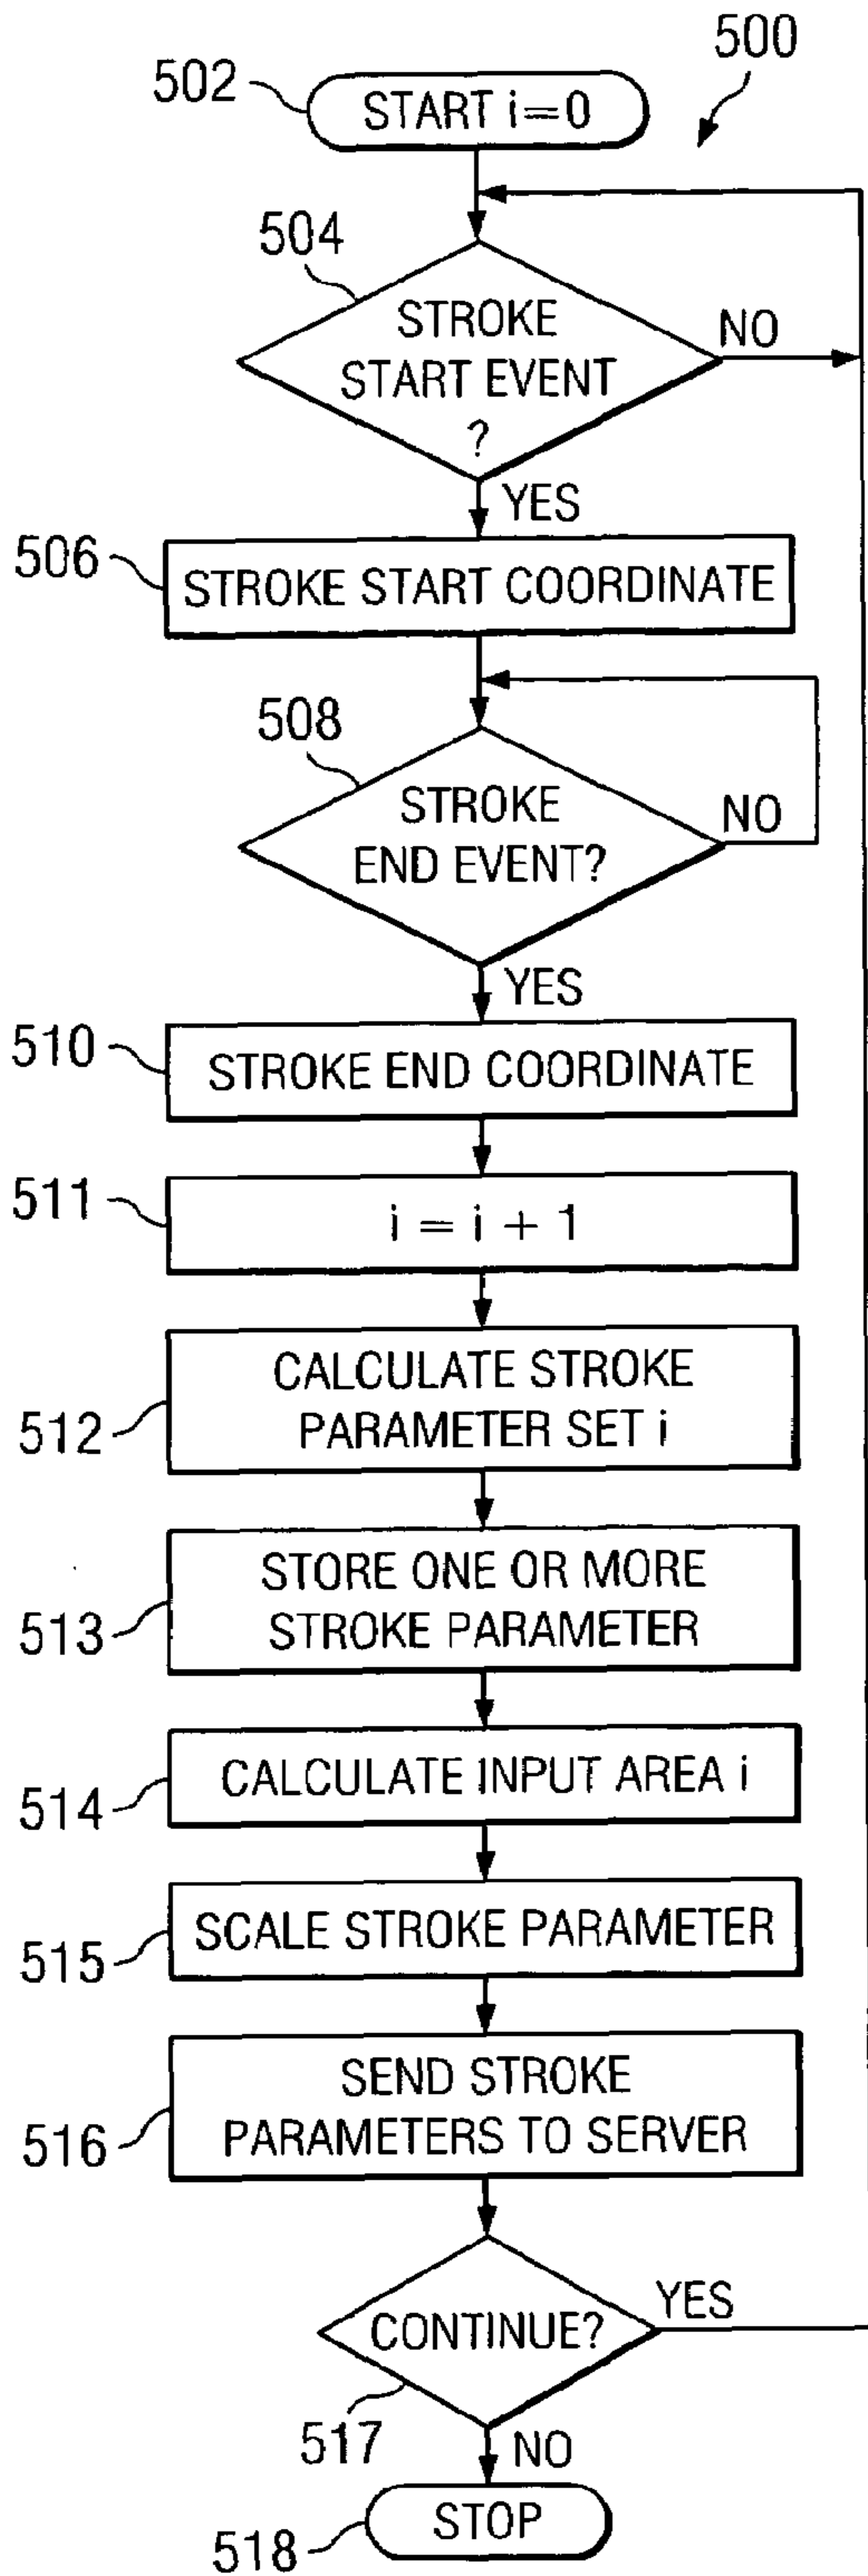 500
502
START i=0
504
STROKE
START EVENT
?
NO
YES
506
STROKE START COORDINATE
508
STROKE
END EVENT?
NO
YES
510
STROKE END COORDINATE
511
i = i + 1
512
CALCULATE STROKE
PARAMETER SET i
513
STORE ONE OR MORE
STROKE PARAMETER
514
CALCULATE INPUT AREA i
515
SCALE STROKE PARAMETER
516
SEND STROKE
PARAMETERS TO SERVER
CONTINUE?
YES
517
NO
518
STOP